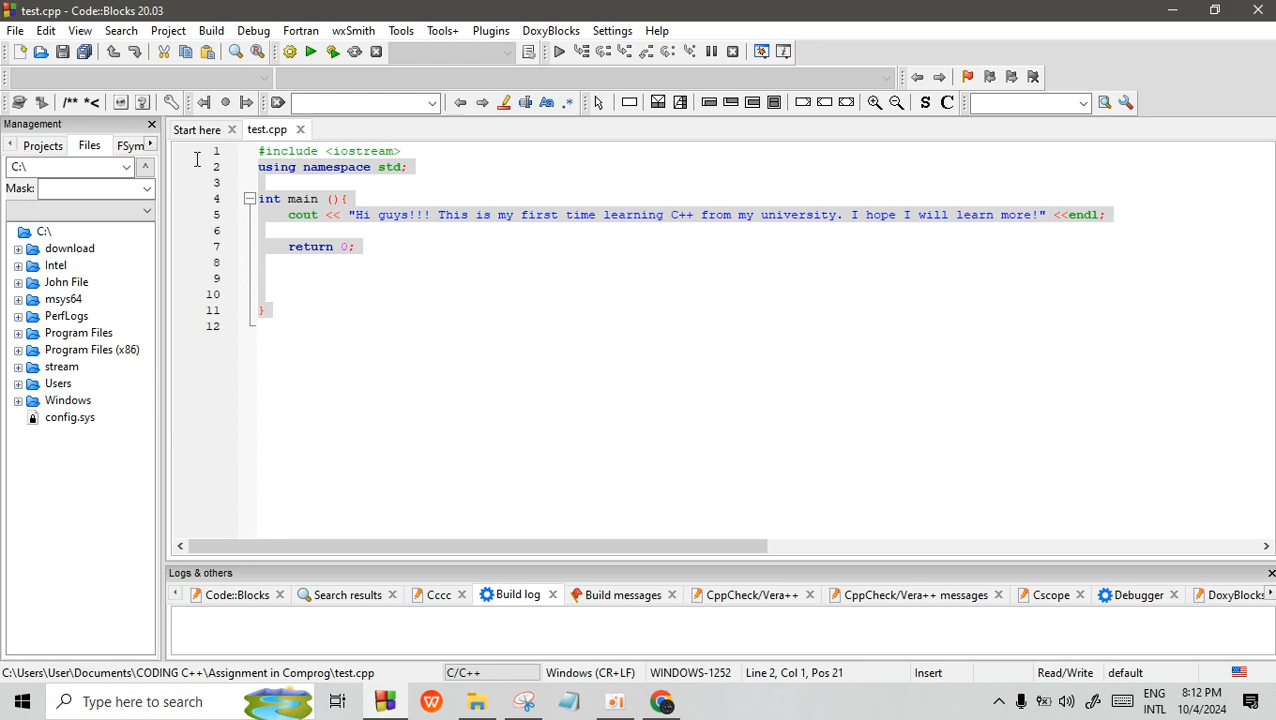 test.cpp - Code::Blocks 20.03
File Edit View Search Project Build Debug Fortran wxSmith Tools Tools+ Plugins DoxyBlocks Settings Help
/** *<
Aa .*
S C
Management
Projects Files FSym
C:\
Mask:
C:\
download
Intel
John File
msys64
PerfLogs
Program Files
Program Files (x86)
stream
Users
Windows
config.sys
Start here test.cpp
1 #include <iostream>
2 using namespace std;
3
4 int main (){
5 cout << "Hi guys!!! This is my first time learning C++ from my university. I hope I will learn more!" <<endl;
6
7 return 0;
8
9
10
11 }
12
Logs & others
Code::Blocks Search results Cccc Build log Build messages CppCheck/Vera++ CppCheck/Vera++ messages Cscope Debugger DoxyBlocks
C:\Users\User\Documents\CODING C++\Assignment in Comprog\test.cpp C/C++ Windows (CR+LF) WINDOWS-1252 Line 2, Col 1, Pos 21 Insert Read/Write default
Type here to search
ENG
INTL
8:12 PM
10/4/2024